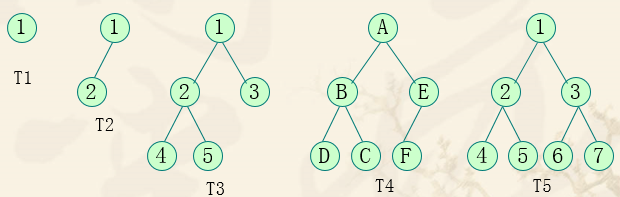 1 1 1 A 1
2 2 3 B E 2 3
T1
T2
4 5 D C F 4 5 6 7
T3 T4 T5